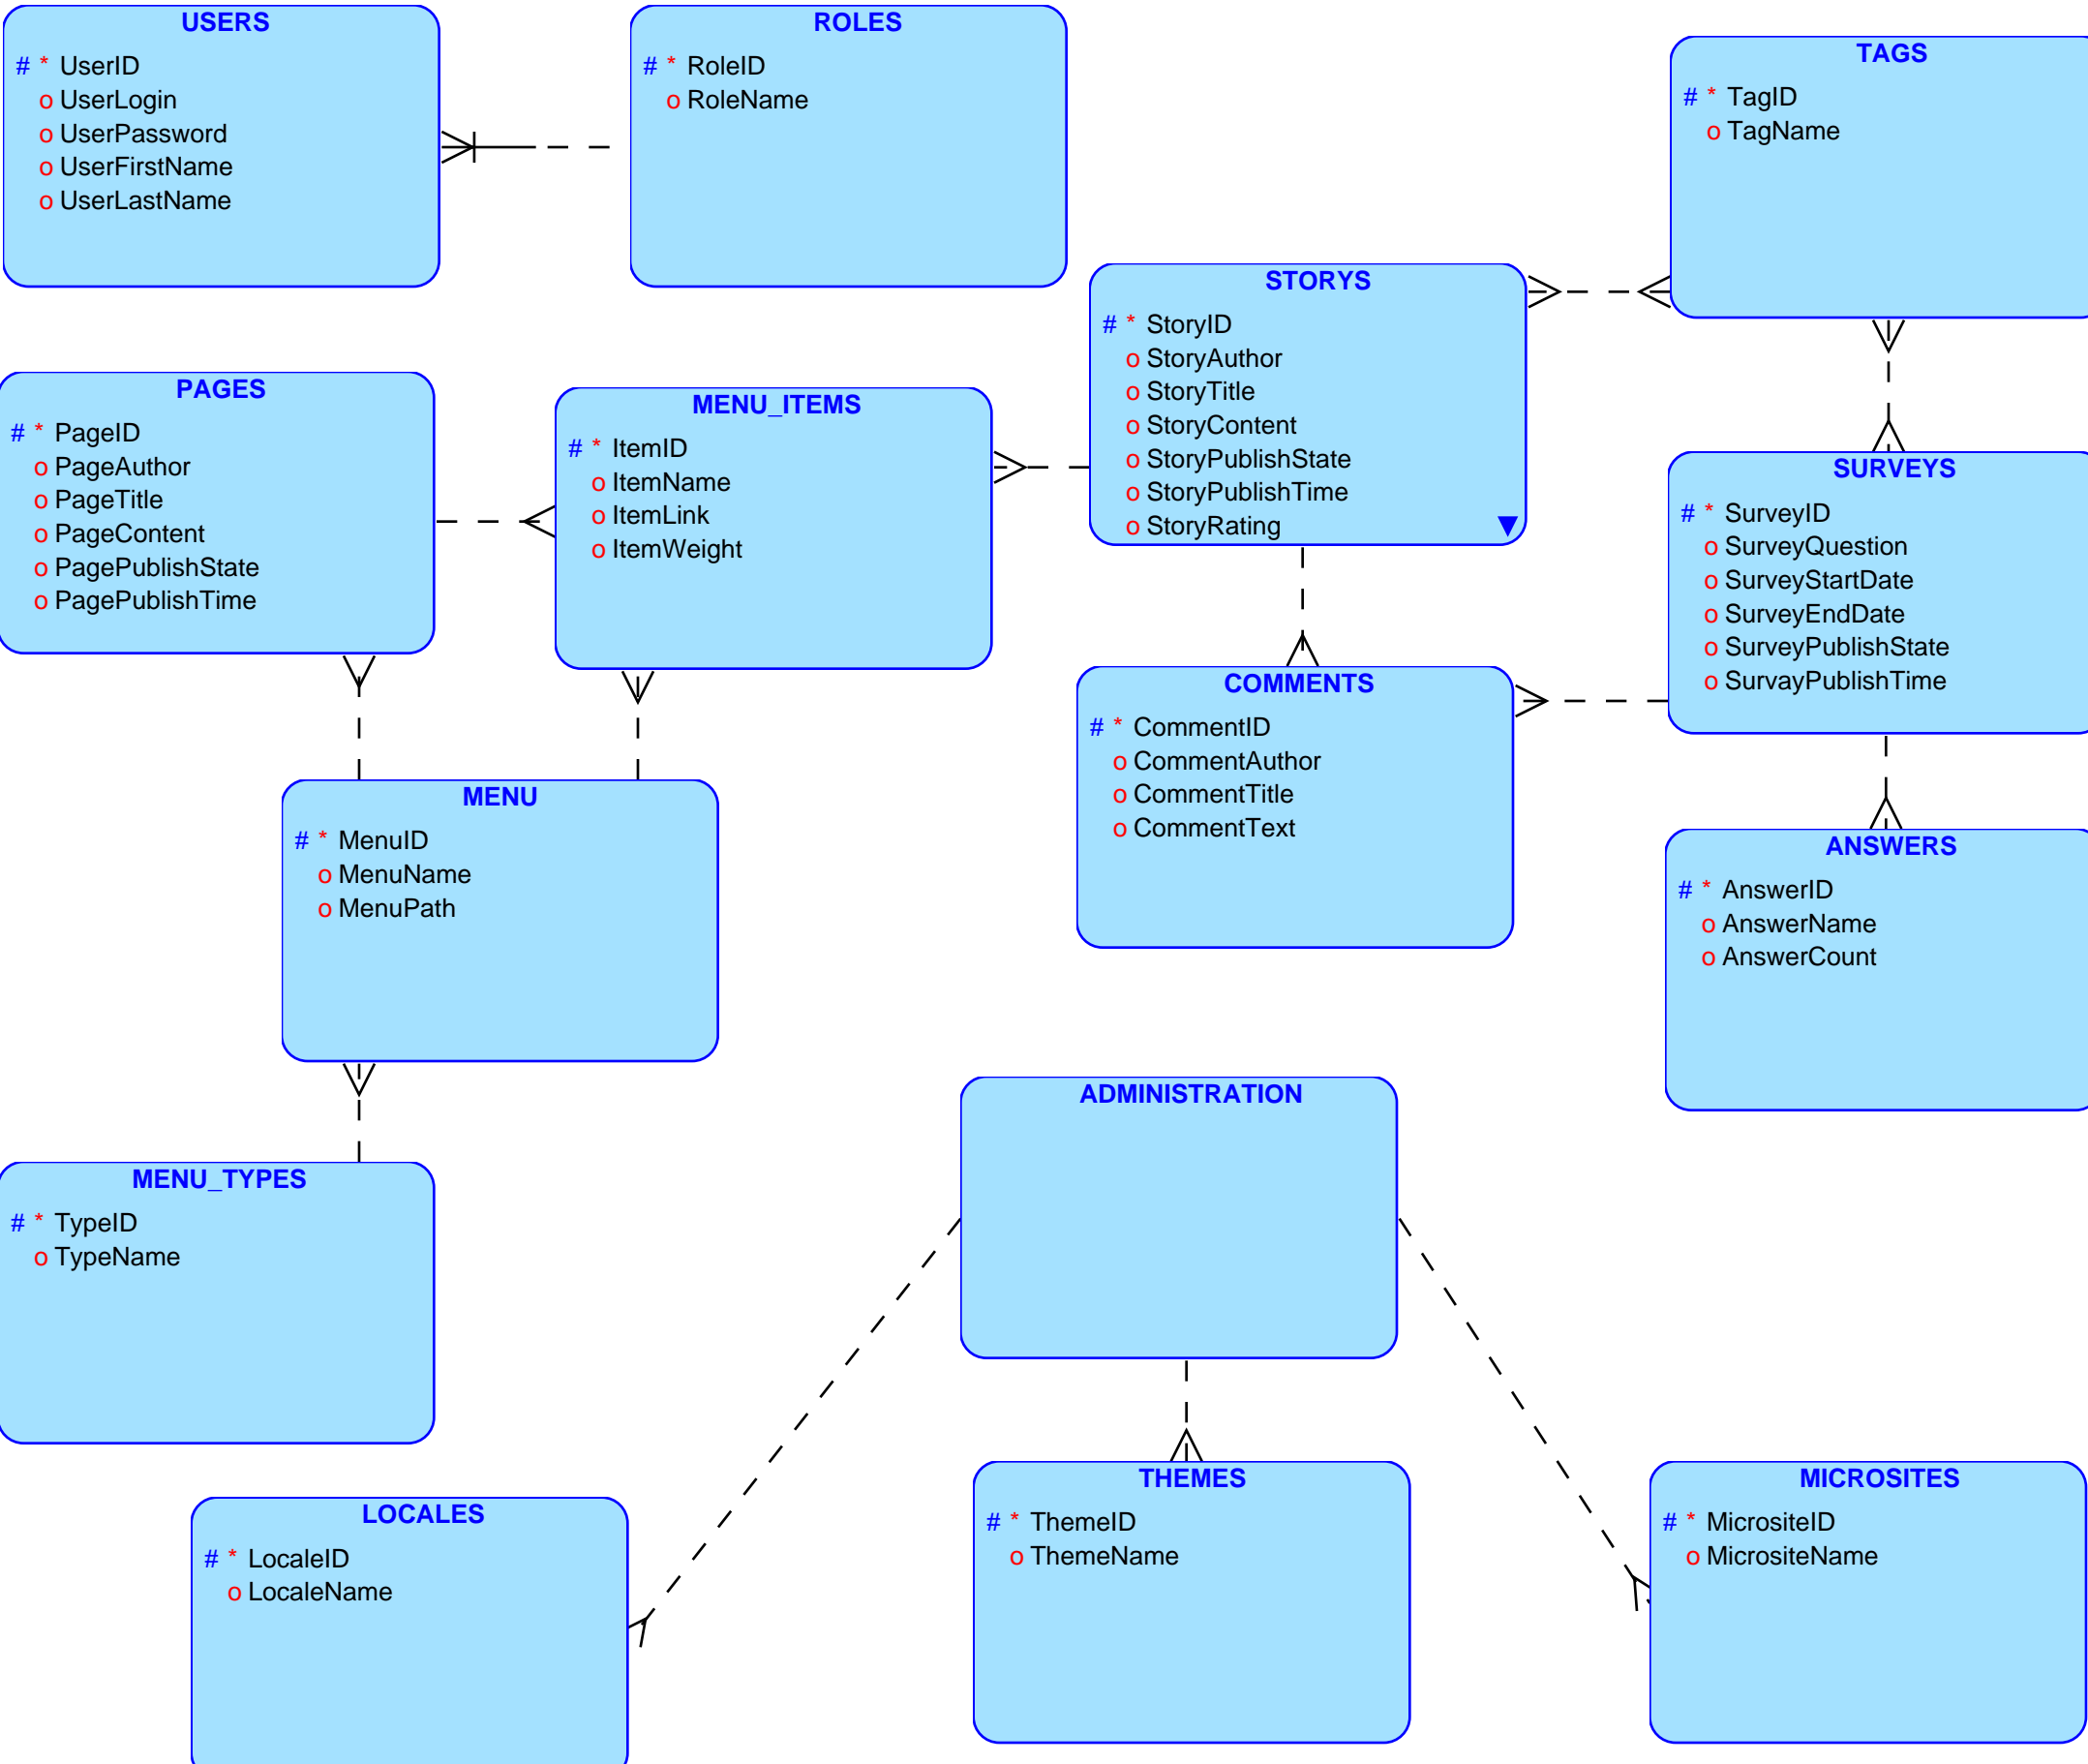 USERS
# * UserID
o UserLogin
o UserPassword
o UserFirstName
o UserLastName
ROLES
# * RoleID
o RoleName
TAGS
# * TagID
o TagName
STORYS
# * StoryID
o StoryAuthor
o StoryTitle
o StoryContent
o StoryPublishState
o StoryPublishTime
o StoryRating
PAGES
# * PageID
o PageAuthor
o PageTitle
o PageContent
o PagePublishState
o PagePublishTime
MENU_ITEMS
# * ItemID
o ItemName
o ItemLink
o ItemWeight
SURVEYS
# * SurveyID
o SurveyQuestion
o SurveyStartDate
o SurveyEndDate
o SurveyPublishState
o SurvayPublishTime
COMMENTS
# * CommentID
o CommentAuthor
o CommentTitle
o CommentText
MENU
# * MenuID
o MenuName
o MenuPath
ANSWERS
# * AnswerID
o AnswerName
o AnswerCount
ADMINISTRATION
MENU_TYPES
# * TypeID
o TypeName
LOCALES
# * LocaleID
o LocaleName
THEMES
# * ThemeID
o ThemeName
MICROSITES
# * MicrositeID
o MicrositeName